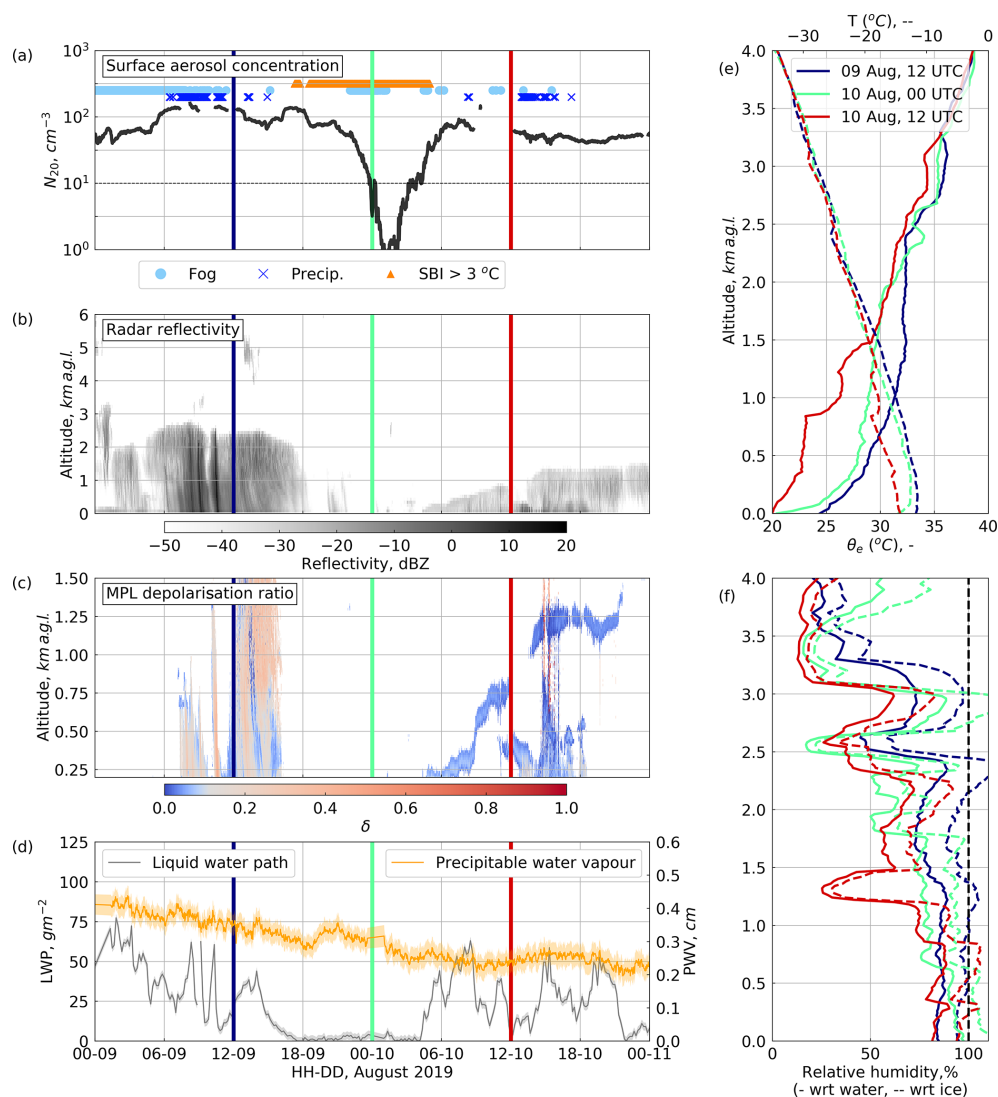 (a)
Surface aerosol concentration
N₂₀, cm⁻³
10³
10²
10¹
10⁰
Fog
Precip.
SBI > 3 °C
(b)
Radar reflectivity
Altitude, km a.g.l.
6
5
4
3
2
1
0
−50 −40 −30 −20 −10 0 10 20
Reflectivity, dBZ
(c)
MPL depolarisation ratio
Altitude, km a.g.l.
1.50
1.25
1.00
0.75
0.50
0.25
0.0 0.2 0.4 0.6 0.8 1.0
δ
(d)
Liquid water path
Precipitable water vapour
LWP, gm⁻²
125
100
75
50
25
0
0.6
0.5
0.4
0.3
0.2
0.1
0.0
PWV, cm
00-09 06-09 12-09 18-09 00-10 06-10 12-10 18-10 00-11
HH-DD, August 2019
T (°C), --
−30 −20 −10 0
(e)
09 Aug, 12 UTC
10 Aug, 00 UTC
10 Aug, 12 UTC
Altitude, km a.g.l.
4.0
3.5
3.0
2.5
2.0
1.5
1.0
0.5
0.0
20 25 30 35 40
θₑ (°C), -
(f)
4.0
3.5
3.0
2.5
2.0
1.5
1.0
0.5
0.0
0 50 100
Relative humidity,%
(- wrt water, -- wrt ice)